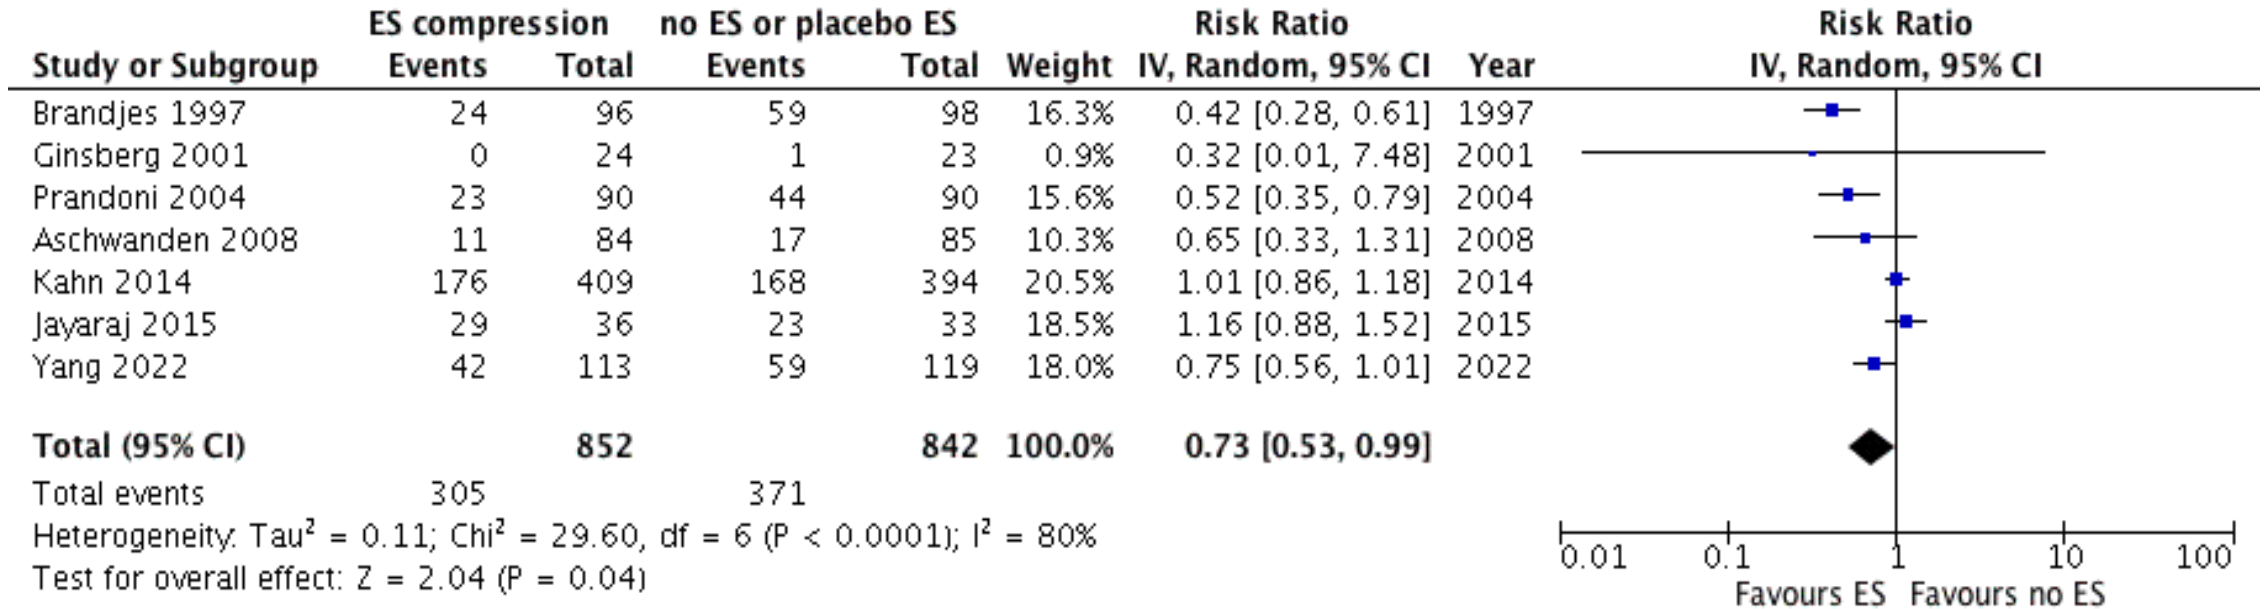 ES compression no ES or placebo ES Risk Ratio Risk Ratio
Study or Subgroup Events Total Events Total Weight IV, Random, 95% CI Year IV, Random, 95% CI
Brandjes 1997 24 96 59 98 16.3% 0.42 [0.28, 0.61] 1997
Ginsberg 2001 0 24 1 23 0.9% 0.32 [0.01, 7.48] 2001
Prandoni 2004 23 90 44 90 15.6% 0.52 [0.35, 0.79] 2004
Aschwanden 2008 11 84 17 85 10.3% 0.65 [0.33, 1.31] 2008
Kahn 2014 176 409 168 394 20.5% 1.01 [0.86, 1.18] 2014
Jayaraj 2015 29 36 23 33 18.5% 1.16 [0.88, 1.52] 2015
Yang 2022 42 113 59 119 18.0% 0.75 [0.56, 1.01] 2022
Total (95% CI) 852 842 100.0% 0.73 [0.53, 0.99]
Total events 305 371
Heterogeneity: Tau² = 0.11; Chi² = 29.60, df = 6 (P < 0.0001); I² = 80%
Test for overall effect: Z = 2.04 (P = 0.04)
0.01 0.1 1 10 100
Favours ES Favours no ES